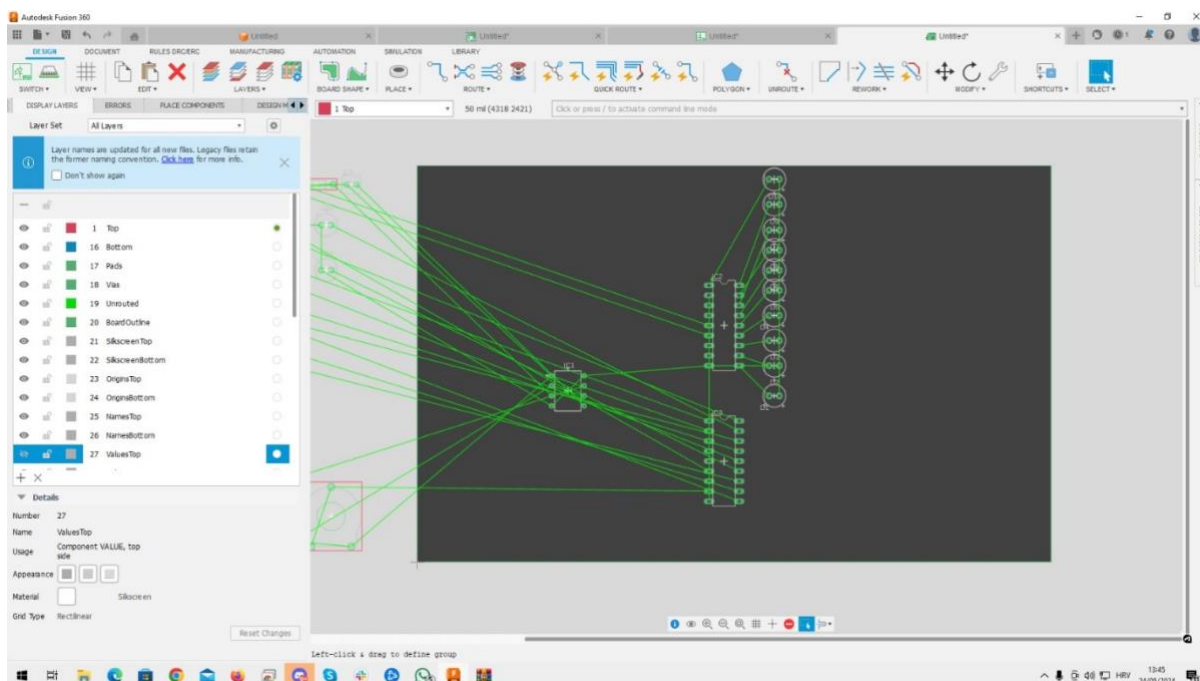 Autodesk Fusion 360
Untitled
Untitled*
Untitled*
Untitled*
DESIGN DOCUMENT RULES DRC/ERC MANUFACTURING AUTOMATION SIMULATION LIBRARY
SWITCH VIEW EDIT LAYERS BOARD SHAPE PLACE ROUTE QUICK ROUTE POLYGON UNROUTE REWORK MODIFY SHORTCUTS SELECT
DISPLAY LAYERS ERRORS PLACE COMPONENTS DESIGN M
1 Top 50 mil (4318 2421) Click or press / to activate command line mode
Layer Set All Layers
Layer names are updated for all new files. Legacy files retain
the former naming convention. Click here for more info.
Don't show again
1 Top
16 Bottom
17 Pads
18 Vias
19 Unrouted
20 BoardOutline
21 SilkscreenTop
22 SilkscreenBottom
23 OriginsTop
24 OriginsBottom
25 NamesTop
26 NamesBottom
27 ValuesTop
Details
Number 27
Name ValuesTop
Usage Component VALUE, top
side
Appearance
Material Silkscreen
Grid Type Rectilinear
Reset Changes
IC2
IC1
Left-click & drag to define group
HRV
13:45
24/05/2024